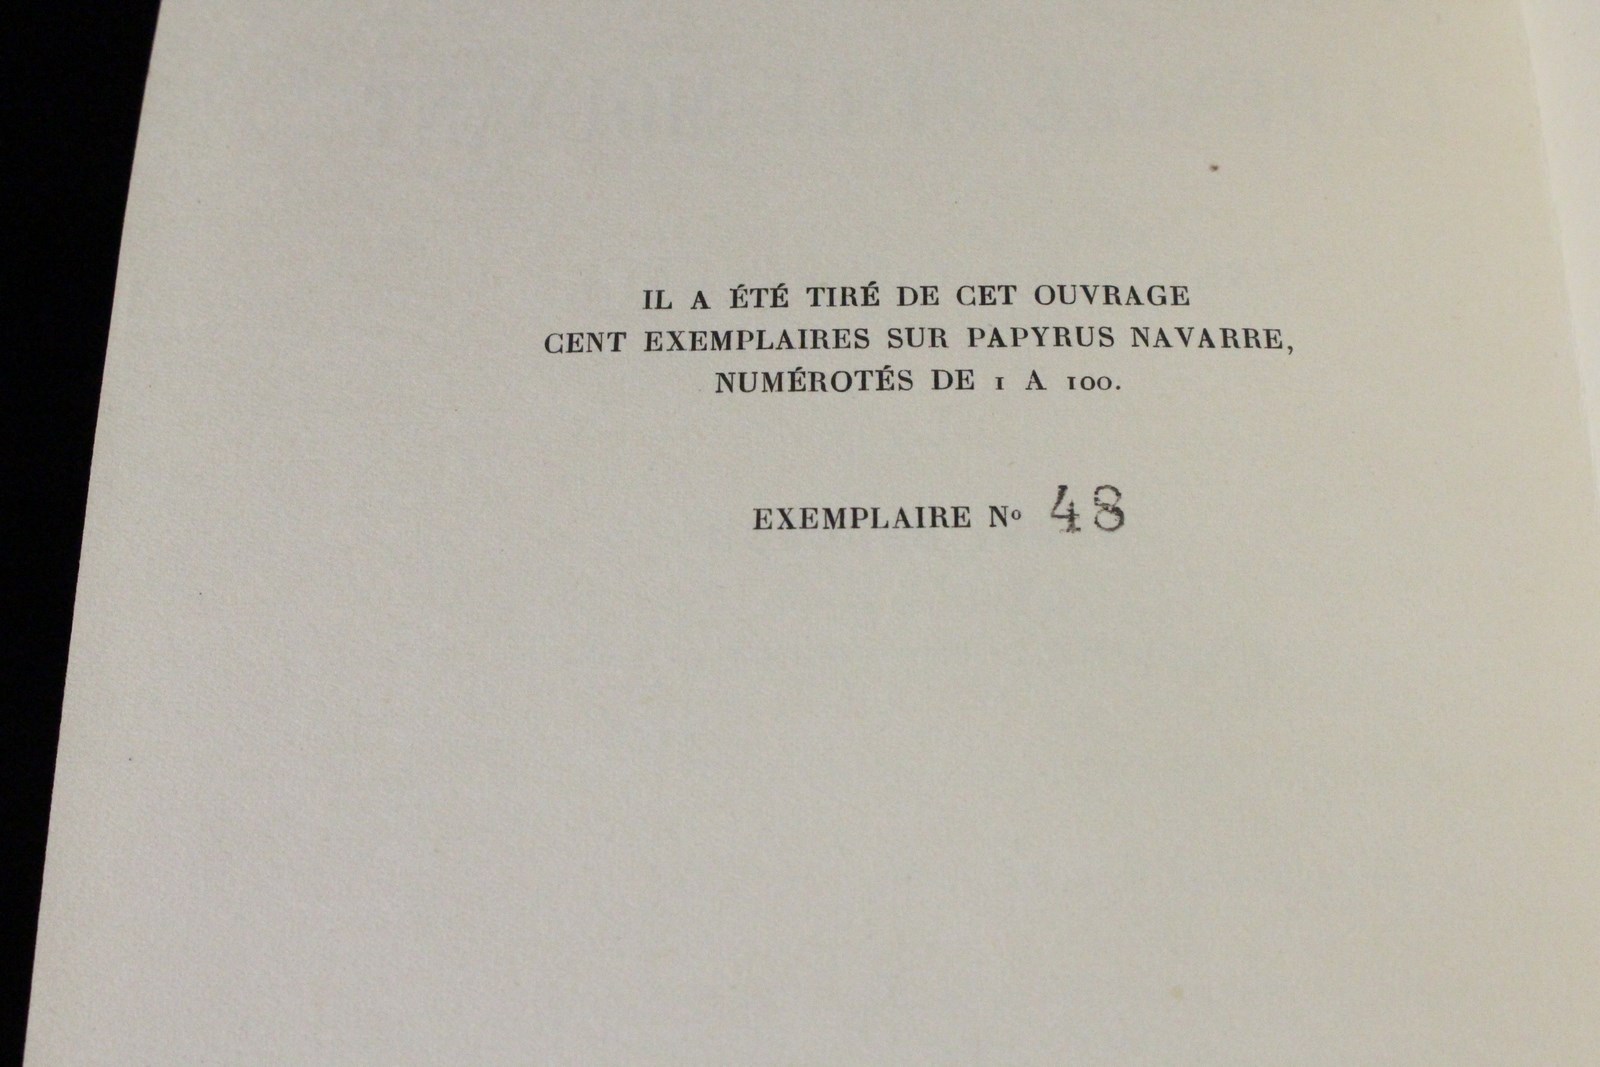 IL A ÉTÉ TIRÉ DE CET OUVRAGE
CENT EXEMPLAIRES SUR PAPYRUS NAVARRE,
NUMÉROTÉS DE 1 A 100.
EXEMPLAIRE Nº 48